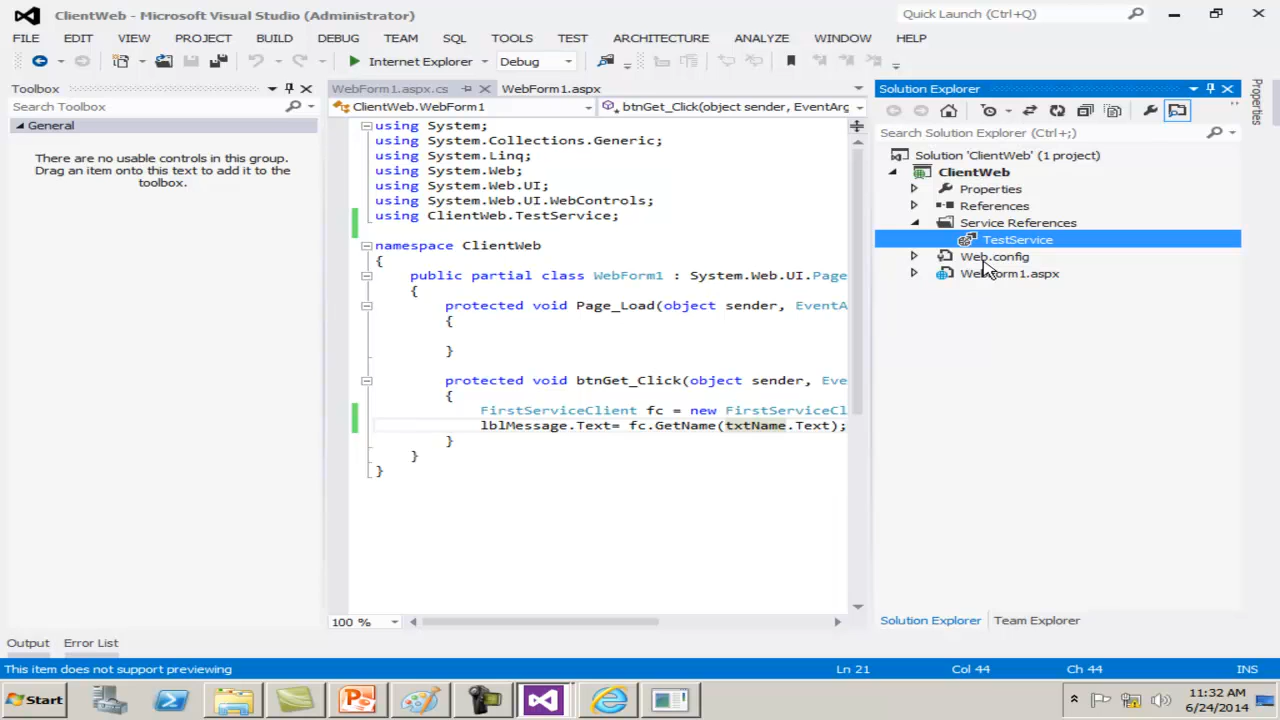 ClientWeb - Microsoft Visual Studio (Administrator)
Quick Launch (Ctrl+Q)
FILE EDIT VIEW PROJECT BUILD DEBUG TEAM SQL TOOLS TEST ARCHITECTURE ANALYZE WINDOW HELP
Internet Explorer Debug
Toolbox
Search Toolbox
General
There are no usable controls in this group.
Drag an item onto this text to add it to the
toolbox.
WebForm1.aspx.cs WebForm1.aspx
ClientWeb.WebForm1 btnGet_Click(object sender, EventArg
using System;
using System.Collections.Generic;
using System.Linq;
using System.Web;
using System.Web.UI;
using System.Web.UI.WebControls;
using ClientWeb.TestService;
namespace ClientWeb
{
public partial class WebForm1 : System.Web.UI.Page
{
protected void Page_Load(object sender, EventA
{
}
protected void btnGet_Click(object sender, Eve
{
FirstServiceClient fc = new FirstServiceCl
lblMessage.Text= fc.GetName(txtName.Text);
}
}
}
100 %
Solution Explorer
Search Solution Explorer (Ctrl+;)
Solution 'ClientWeb' (1 project)
ClientWeb
Properties
References
Service References
TestService
Web.config
WebForm1.aspx
Solution Explorer Team Explorer
Properties
Output Error List
This item does not support previewing Ln 21 Col 44 Ch 44 INS
Start
11:32 AM
6/24/2014